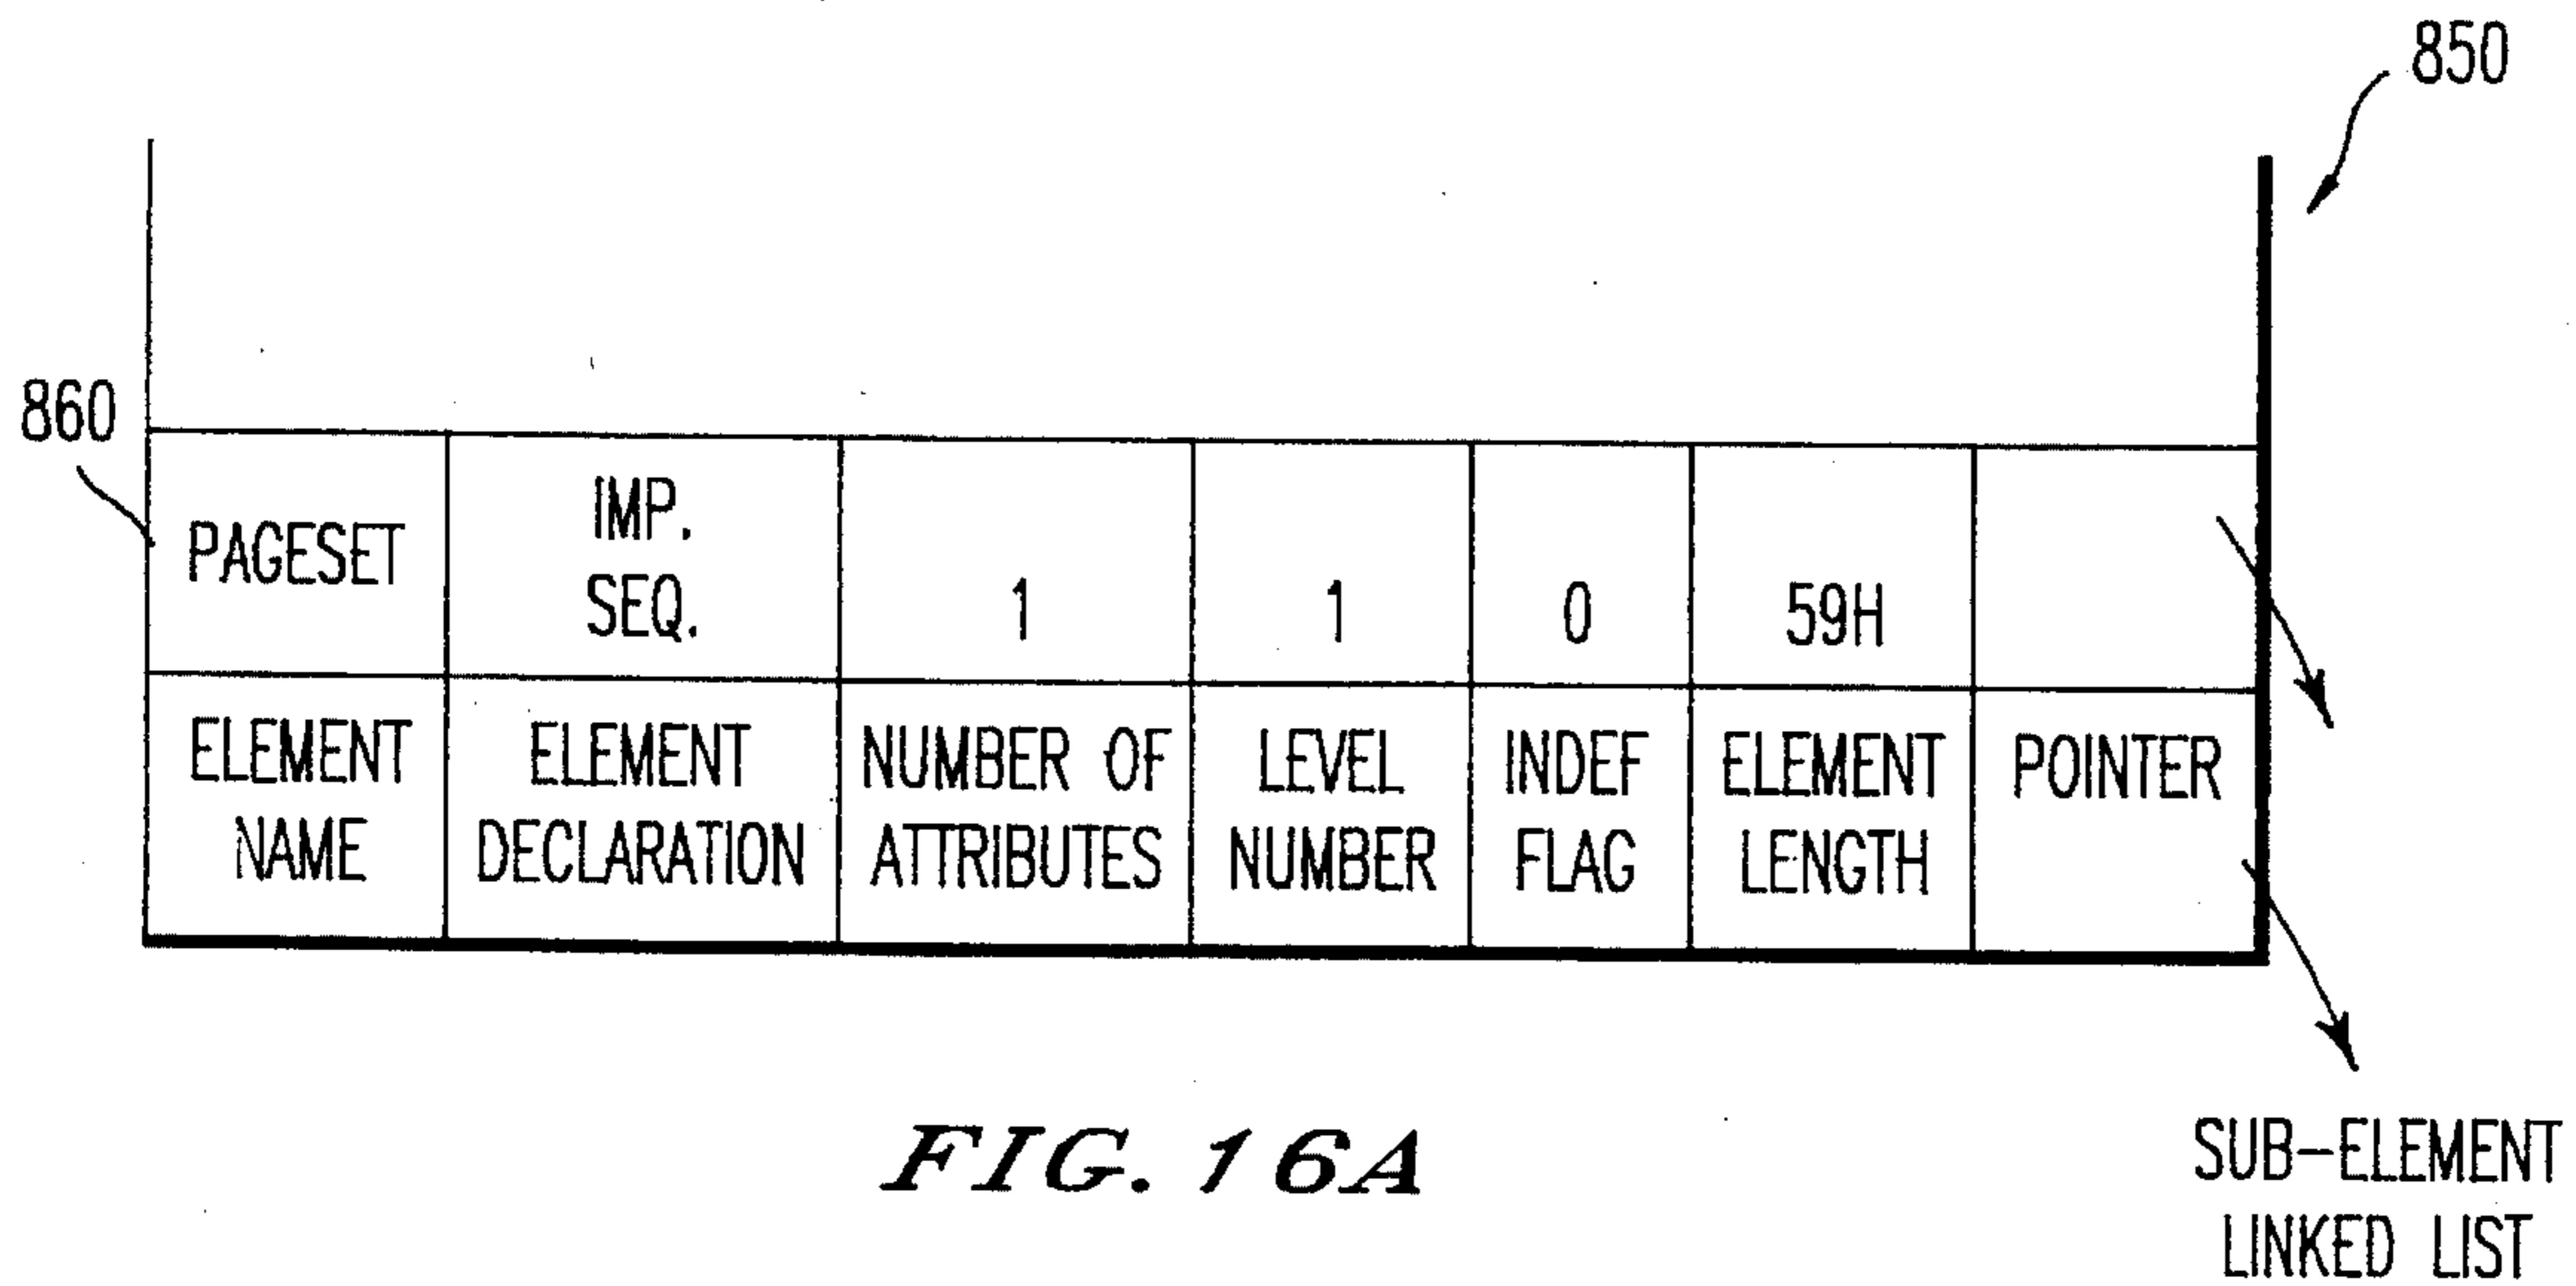 850
860
PAGESET
IMP.
SEQ.
1
1
0
59H
ELEMENT
NAME
ELEMENT
DECLARATION
NUMBER OF
ATTRIBUTES
LEVEL
NUMBER
INDEF
FLAG
ELEMENT
LENGTH
POINTER
FIG. 16A
SUB-ELEMENT
LINKED LIST